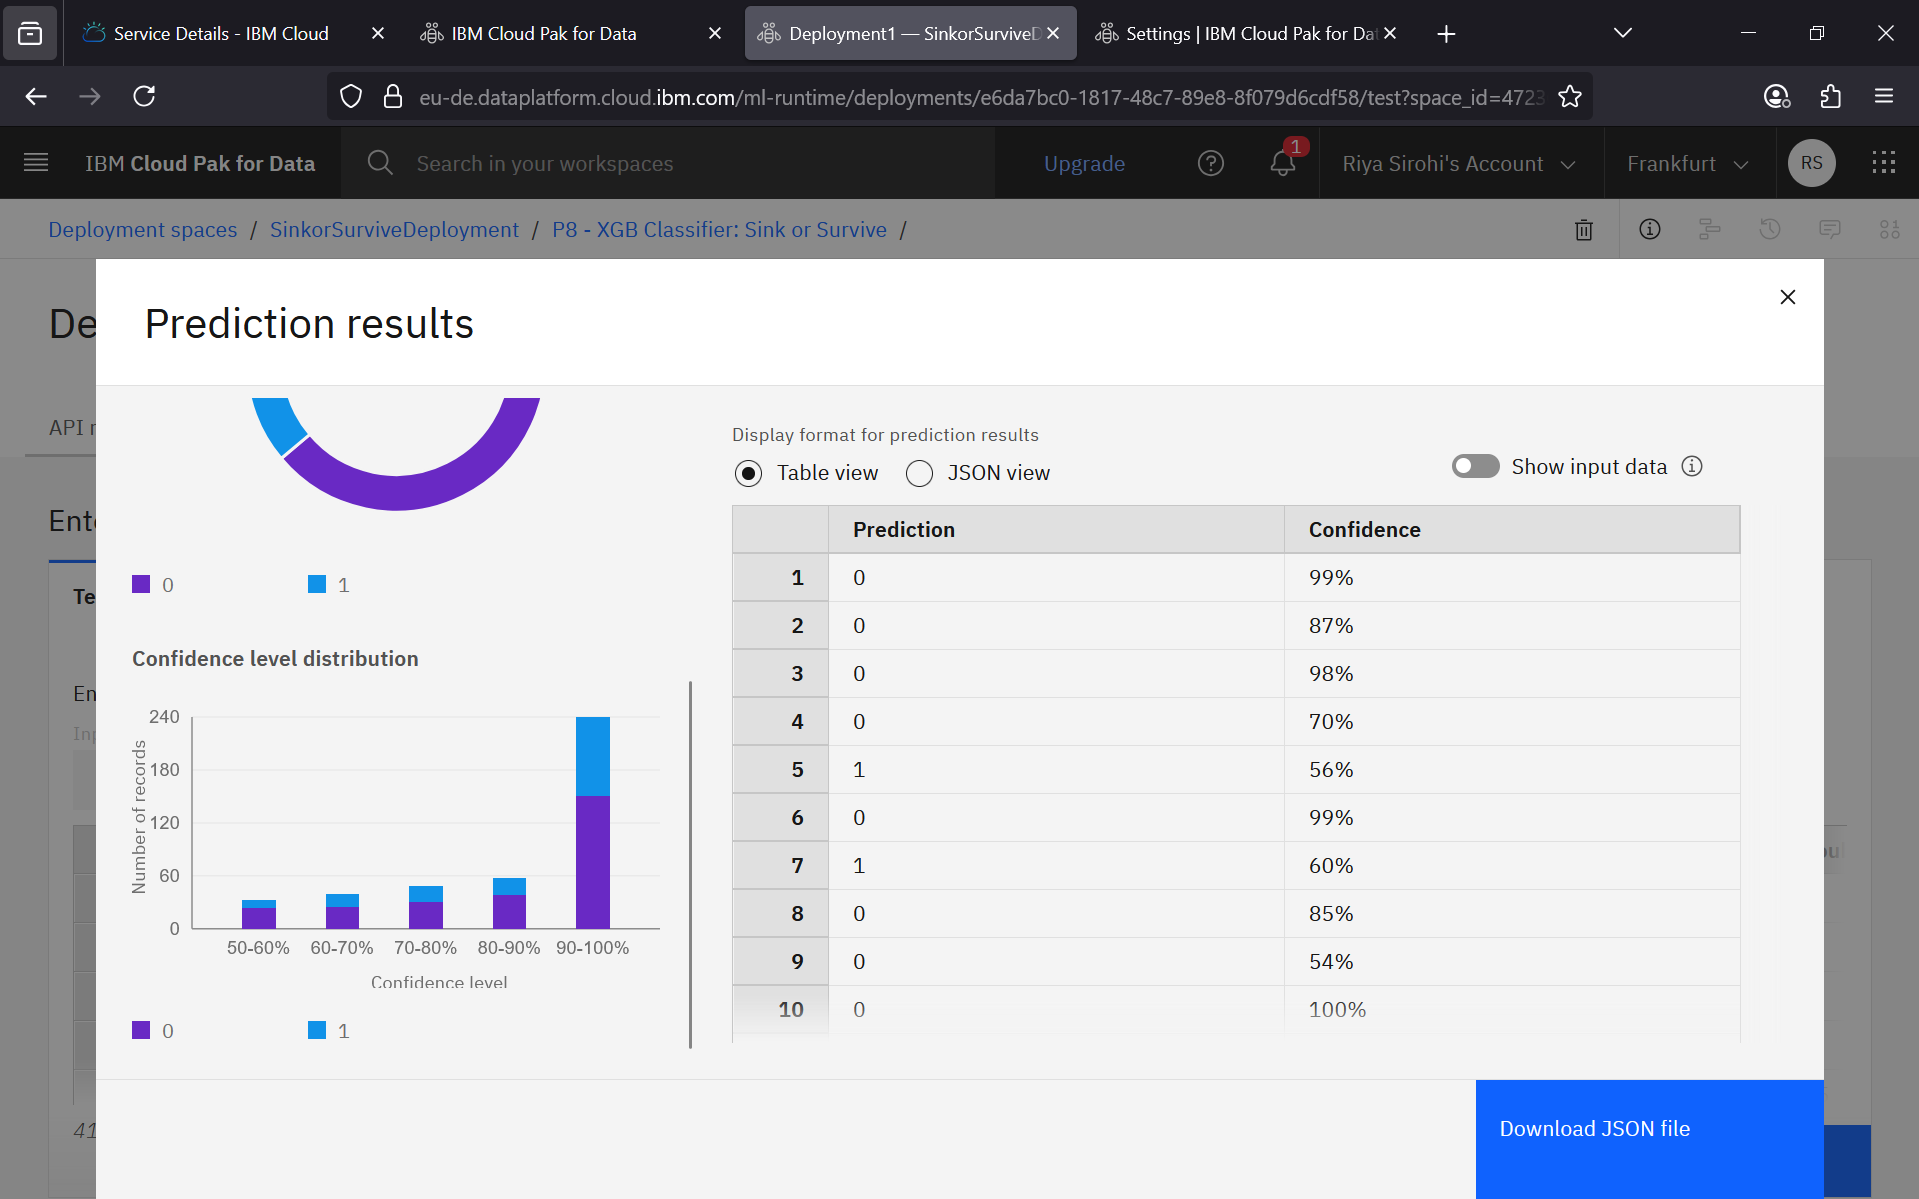 Service Details - IBM Cloud
IBM Cloud Pak for Data
Deployment1 — SinkorSurviveD
Settings | IBM Cloud Pak for Dat
eu-de.dataplatform.cloud.ibm.com/ml-runtime/deployments/e6da7bc0-1817-48c7-89e8-8f079d6cdf58/test?space_id=4723
IBM Cloud Pak for Data
Search in your workspaces
Upgrade
1
Riya Sirohi's Account
Frankfurt
RS
Deployment spaces / SinkorSurviveDeployment / P8 - XGB Classifier: Sink or Survive /
De
Prediction results
API r
Display format for prediction results
Table view
JSON view
Show input data
Ente
Te
En
Inp
41
0
1
Confidence level distribution
Number of records
240
180
120
60
0
50-60% 60-70% 70-80% 80-90% 90-100%
Confidence level
0
1
Prediction Confidence
1 0 99%
2 0 87%
3 0 98%
4 0 70%
5 1 56%
6 0 99%
7 1 60%
8 0 85%
9 0 54%
10 0 100%
Download JSON file